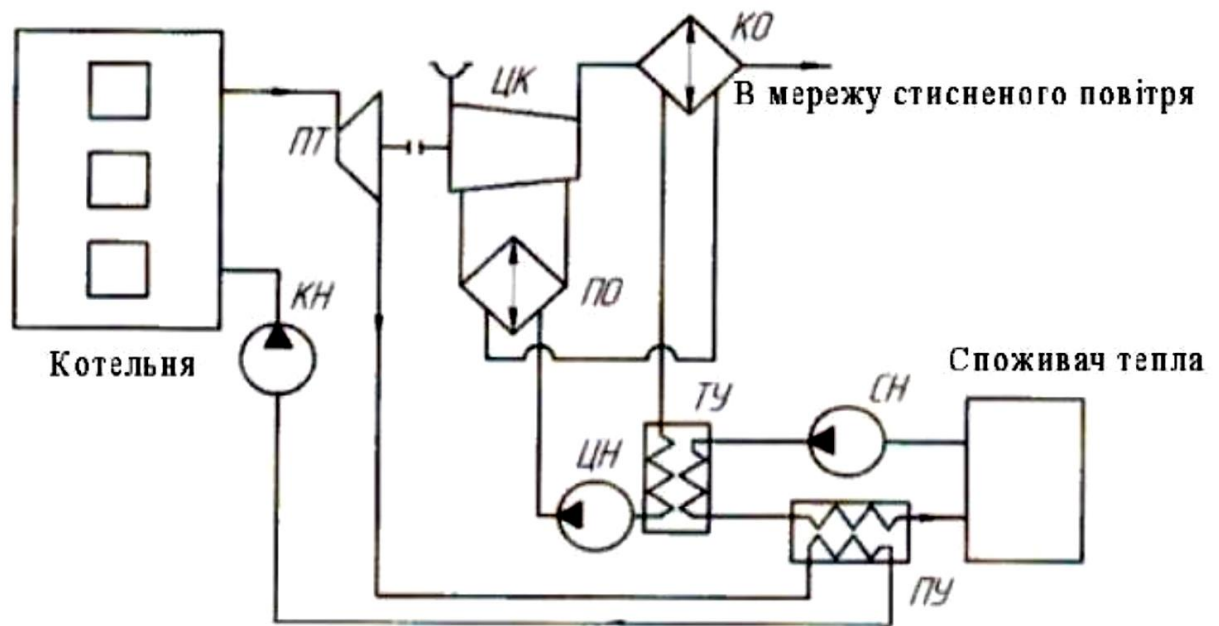 КО
ЦК
В мережу стисненого повітря
ПТ
ПО
КН
Котельня
Споживач тепла
ТУ
СН
ЦН
ПУ